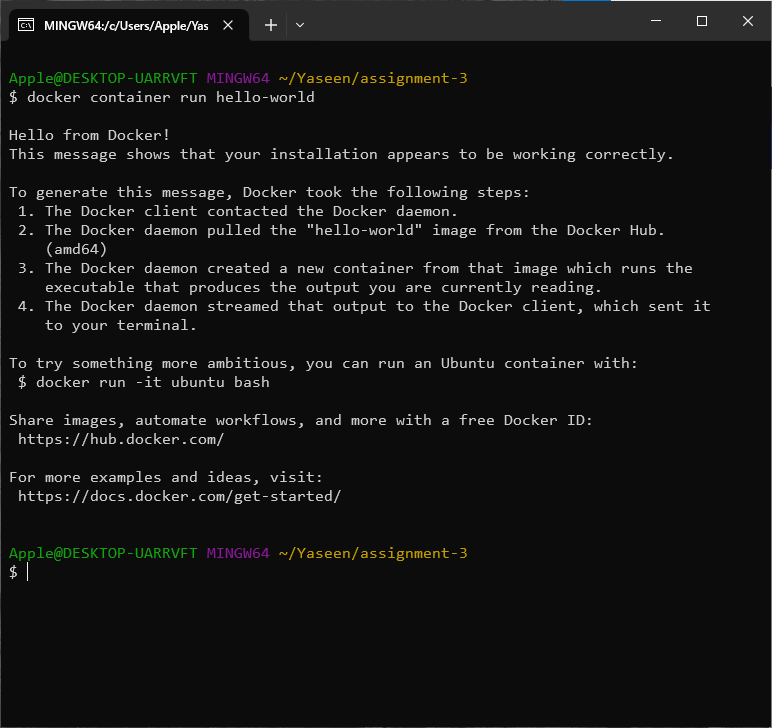 MINGW64:/c/Users/Apple/Yas
Apple@DESKTOP-UARRVFT MINGW64 ~/Yaseen/assignment-3
$ docker container run hello-world
Hello from Docker!
This message shows that your installation appears to be working correctly.
To generate this message, Docker took the following steps:
1. The Docker client contacted the Docker daemon.
2. The Docker daemon pulled the "hello-world" image from the Docker Hub.
(amd64)
3. The Docker daemon created a new container from that image which runs the
executable that produces the output you are currently reading.
4. The Docker daemon streamed that output to the Docker client, which sent it
to your terminal.
To try something more ambitious, you can run an Ubuntu container with:
$ docker run -it ubuntu bash
Share images, automate workflows, and more with a free Docker ID:
https://hub.docker.com/
For more examples and ideas, visit:
https://docs.docker.com/get-started/
Apple@DESKTOP-UARRVFT MINGW64 ~/Yaseen/assignment-3
$